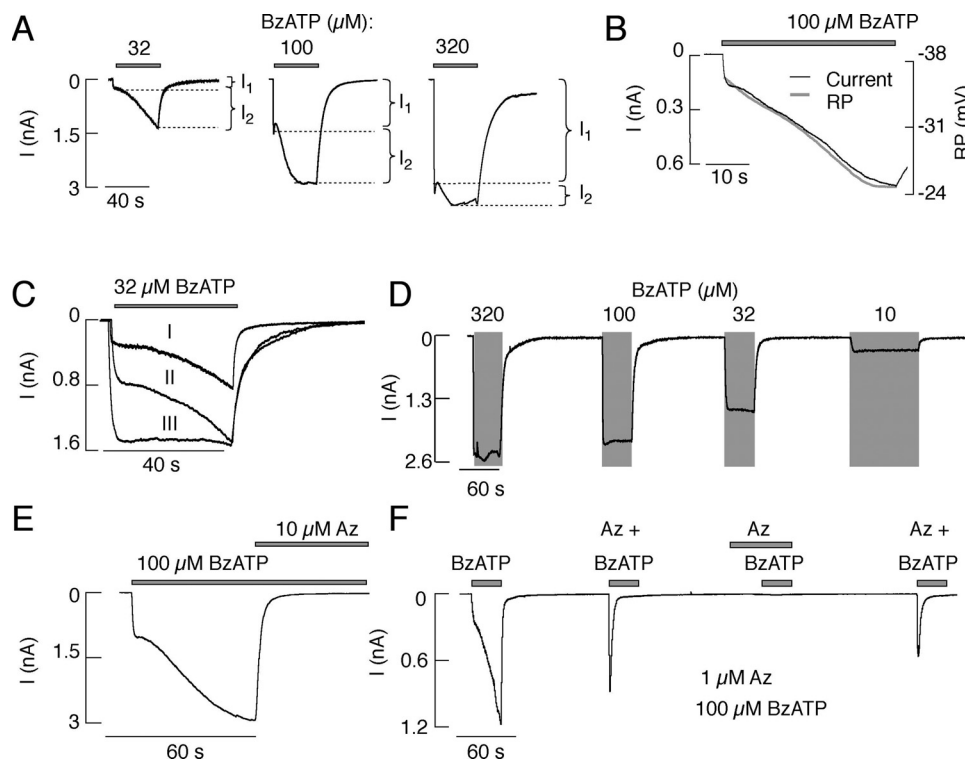 A
BzATP (µM):
32
100
320
I (nA)
0
1.5
3
I1
I2
I1
I2
I1
I2
40 s
B
100 µM BzATP
I (nA)
0
0.3
0.6
Current
RP
-38
-31
-24
RP (mV)
10 s
C
32 µM BzATP
I (nA)
0
0.8
1.6
I
II
III
40 s
D
BzATP (µM)
320
100
32
10
I (nA)
0
1.3
2.6
60 s
E
10 µM Az
100 µM BzATP
I (nA)
0
1.5
3
60 s
F
Az +
Az
Az +
BzATP
BzATP
BzATP
BzATP
I (nA)
0
0.6
1.2
1 µM Az
100 µM BzATP
60 s